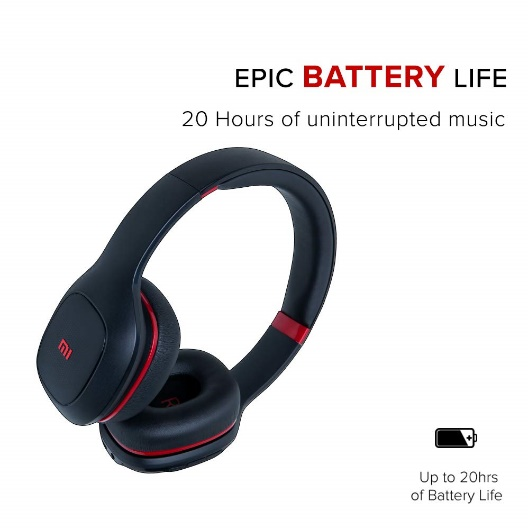 EPIC BATTERY LIFE
20 Hours of uninterrupted music
MI
R
Up to 20hrs
of Battery Life